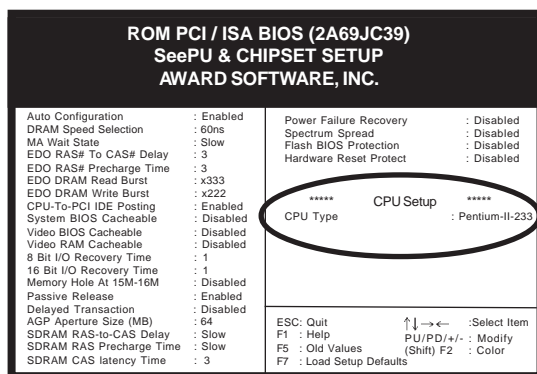 ROM PCI / ISA BIOS (2A69JC39)
SeePU & CHIPSET SETUP
AWARD SOFTWARE, INC.
Auto Configuration : Enabled
DRAM Speed Selection : 60ns
MA Wait State : Slow
EDO RAS# To CAS# Delay : 3
EDO RAS# Precharge Time : 3
EDO DRAM Read Burst : x333
EDO DRAM Write Burst : x222
CPU-To-PCI IDE Posting : Enabled
System BIOS Cacheable : Disabled
Video BIOS Cacheable : Disabled
Video RAM Cacheable : Disabled
8 Bit I/O Recovery Time : 1
16 Bit I/O Recovery Time : 1
Memory Hole At 15M-16M : Disabled
Passive Release : Enabled
Delayed Transaction : Disabled
AGP Aperture Size (MB) : 64
SDRAM RAS-to-CAS Delay : Slow
SDRAM RAS Precharge Time : Slow
SDRAM CAS latency Time : 3
Power Failure Recovery : Disabled
Spectrum Spread : Disabled
Flash BIOS Protection : Disabled
Hardware Reset Protect : Disabled
***** CPU Setup *****
CPU Type : Pentium-II-233
ESC: Quit ↑↓→← :Select Item
F1 : Help PU/PD/+/- : Modify
F5 : Old Values (Shift) F2 : Color
F7 : Load Setup Defaults